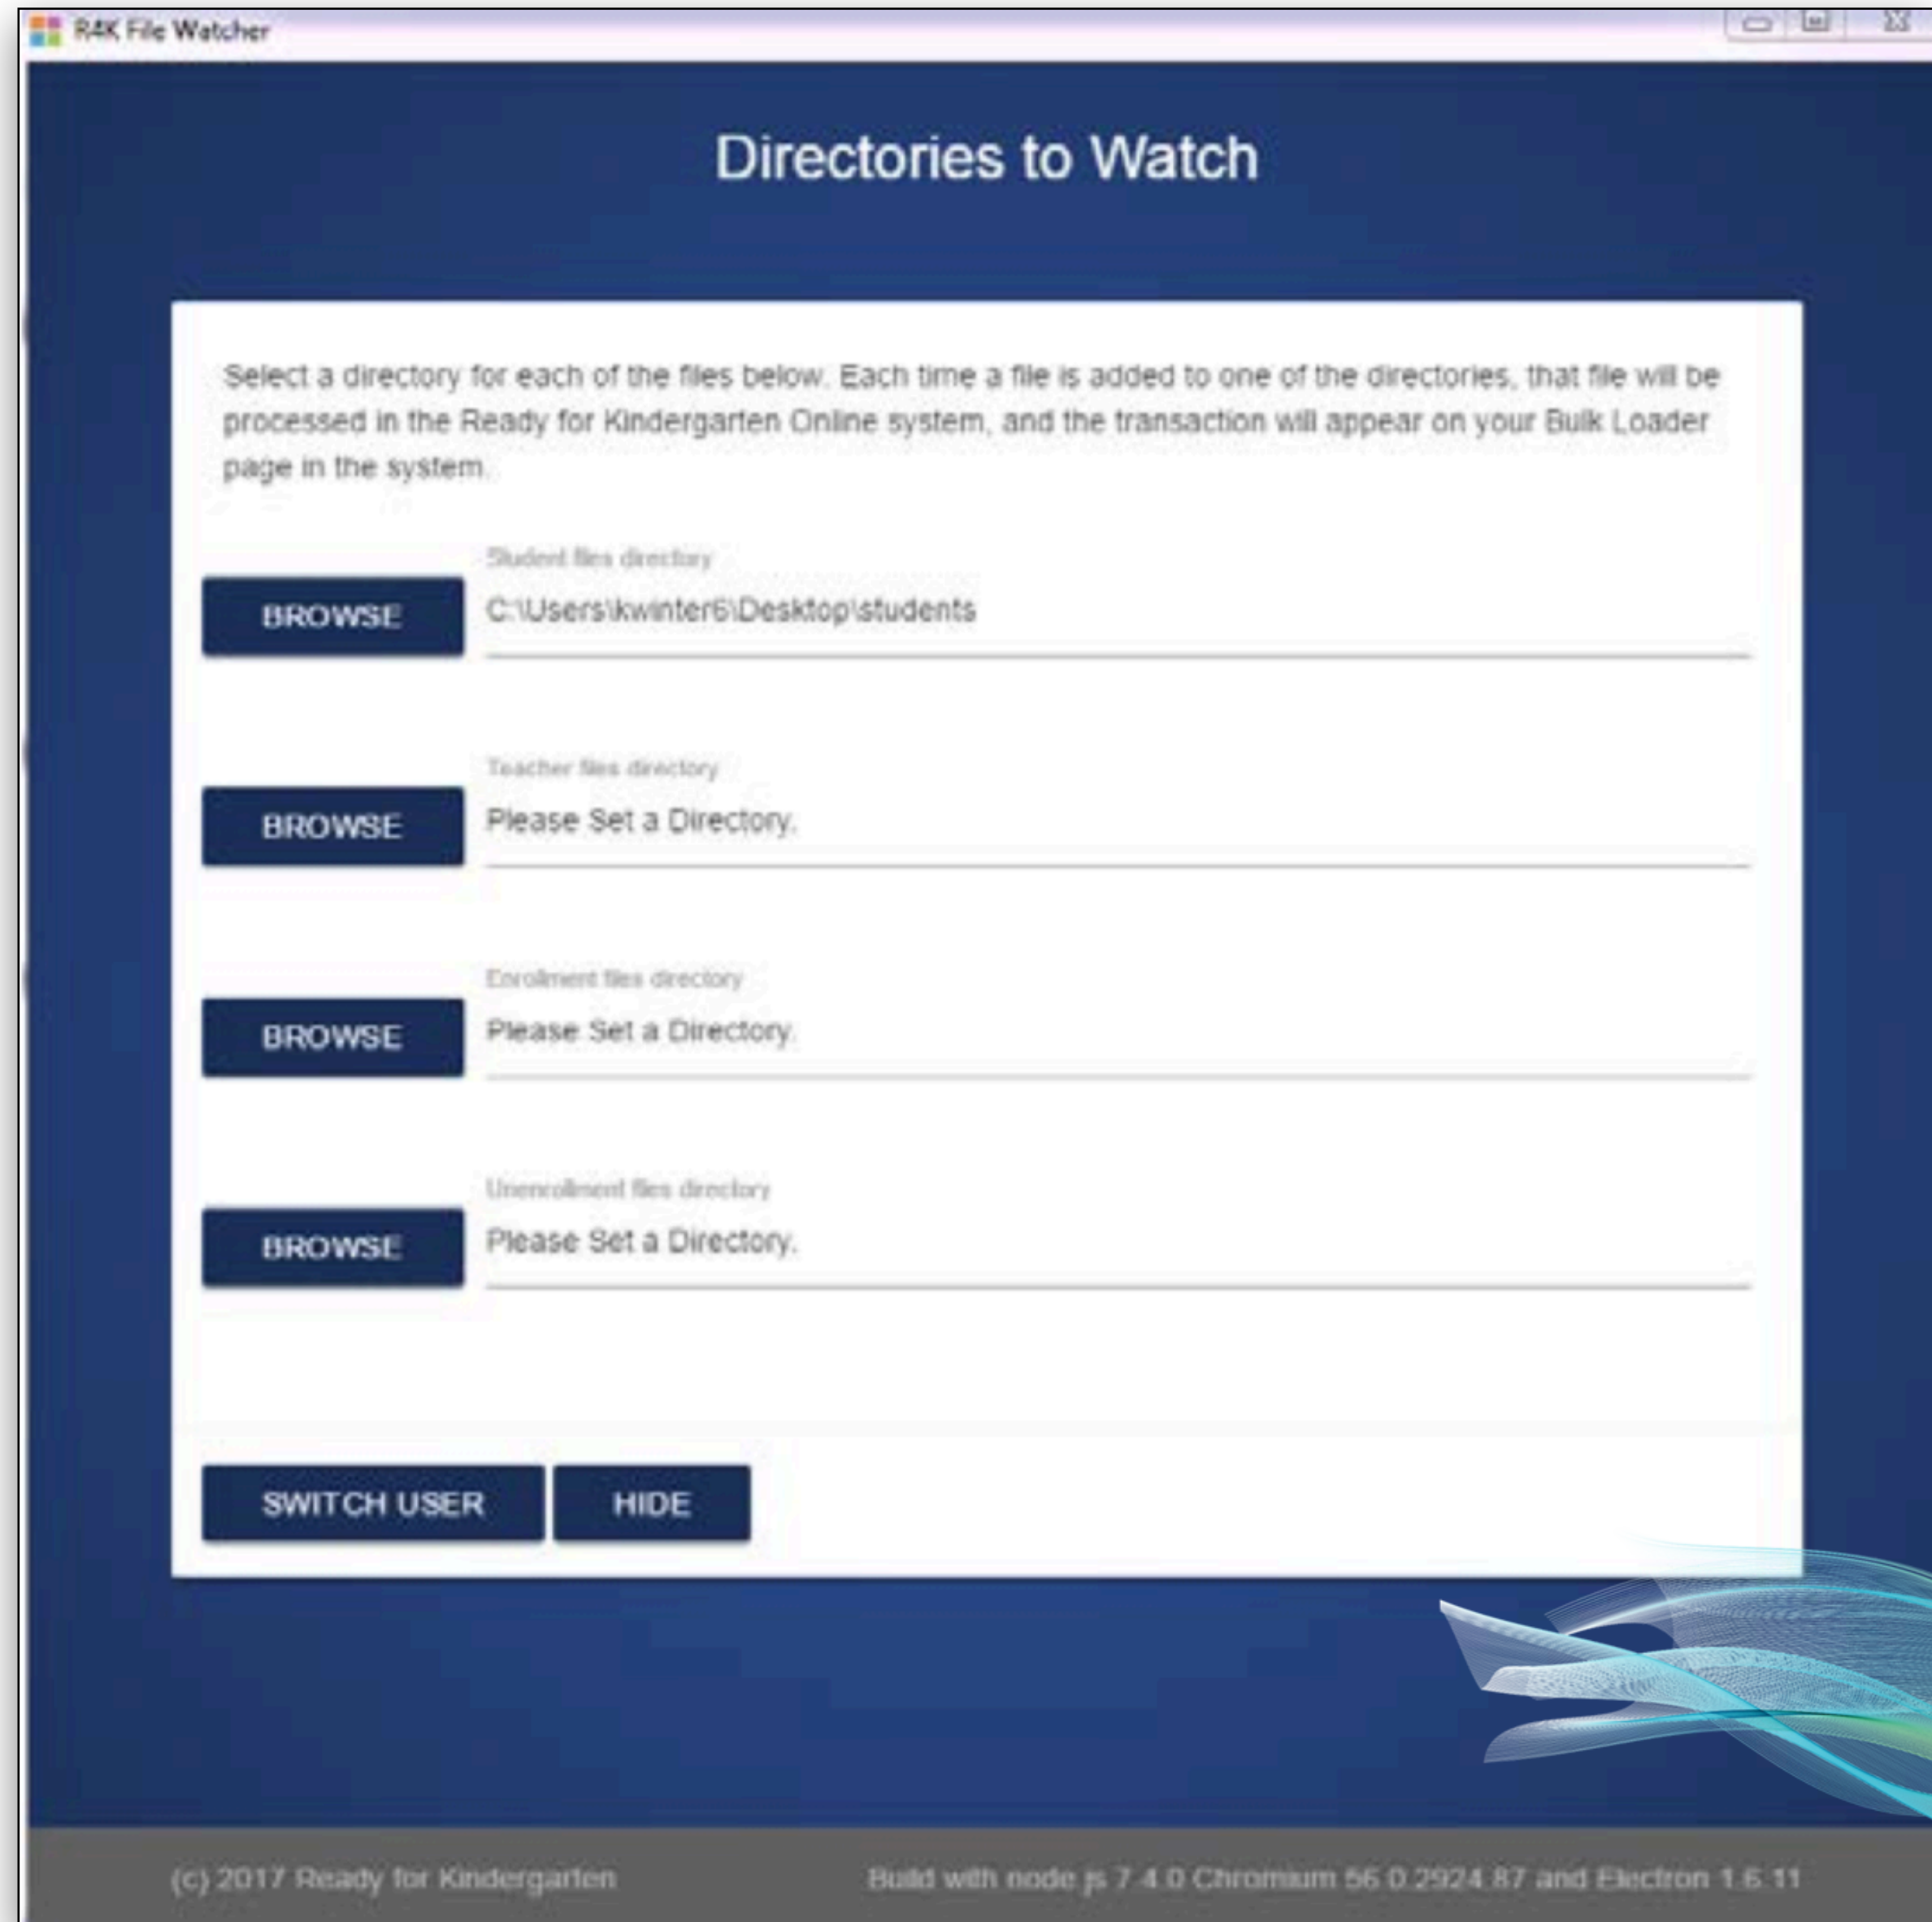 R4K File Watcher
Directories to Watch
Select a directory for each of the files below. Each time a file is added to one of the directories, that file will be
processed in the Ready for Kindergarten Online system, and the transaction will appear on your Bulk Loader
page in the system.
Student files directory
BROWSE C:\Users\kwinter6\Desktop\students
Teacher files directory
BROWSE Please Set a Directory.
Enrollment files directory
BROWSE Please Set a Directory.
Unenrollment files directory
BROWSE Please Set a Directory.
SWITCH USER HIDE
(c) 2017 Ready for Kindergarten Build with node js 7.4.0 Chromium 56.0.2924.87 and Electron 1.6.11